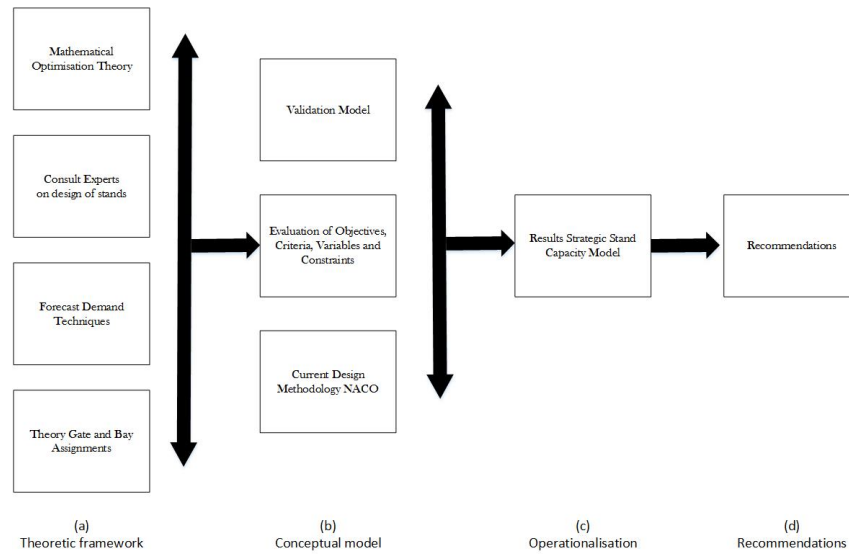 Mathematical
Optimisation Theory
Consult Experts
on design of stands
Forecast Demand
Techniques
Theory Gate and Bay
Assignments
Validation Model
Evaluation of Objectives,
Criteria, Variables and
Constraints
Current Design
Methodology NACO
Results Strategic Stand
Capacity Model
Recommendations
(a)
Theoretic framework
(b)
Conceptual model
(c)
Operationalisation
(d)
Recommendations